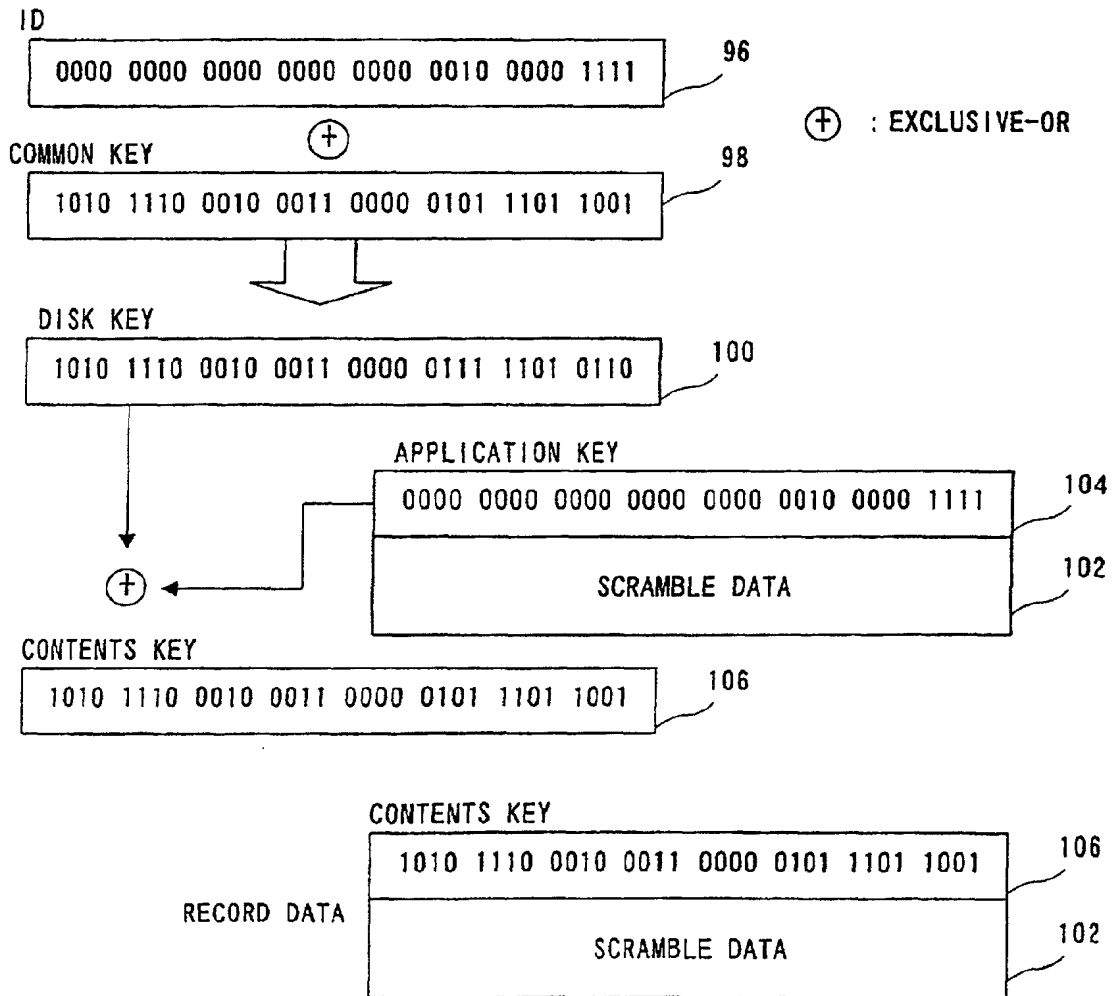 ID
0000 0000 0000 0000 0000 0010 0000 1111
96
+ : EXCLUSIVE-OR
+
COMMON KEY
98
1010 1110 0010 0011 0000 0101 1101 1001
DISK KEY
1010 1110 0010 0011 0000 0111 1101 0110
100
APPLICATION KEY
0000 0000 0000 0000 0000 0010 0000 1111
104
+
SCRAMBLE DATA
102
CONTENTS KEY
1010 1110 0010 0011 0000 0101 1101 1001
106
CONTENTS KEY
1010 1110 0010 0011 0000 0101 1101 1001
106
RECORD DATA
SCRAMBLE DATA
102